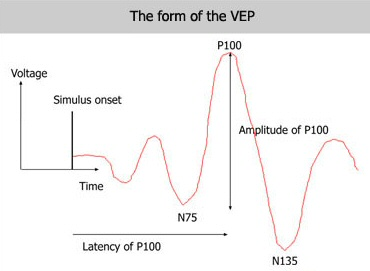 The form of the VEP
P100
Voltage
Simulus onset
Amplitude of P100
Time
N75
Latency of P100
N135